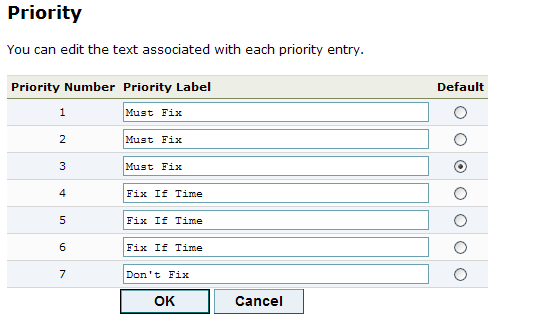 Priority
You can edit the text associated with each priority entry.
Priority Number Priority Label Default
1 Must Fix
2 Must Fix
3 Must Fix
4 Fix If Time
5 Fix If Time
6 Fix If Time
7 Don't Fix
OK Cancel